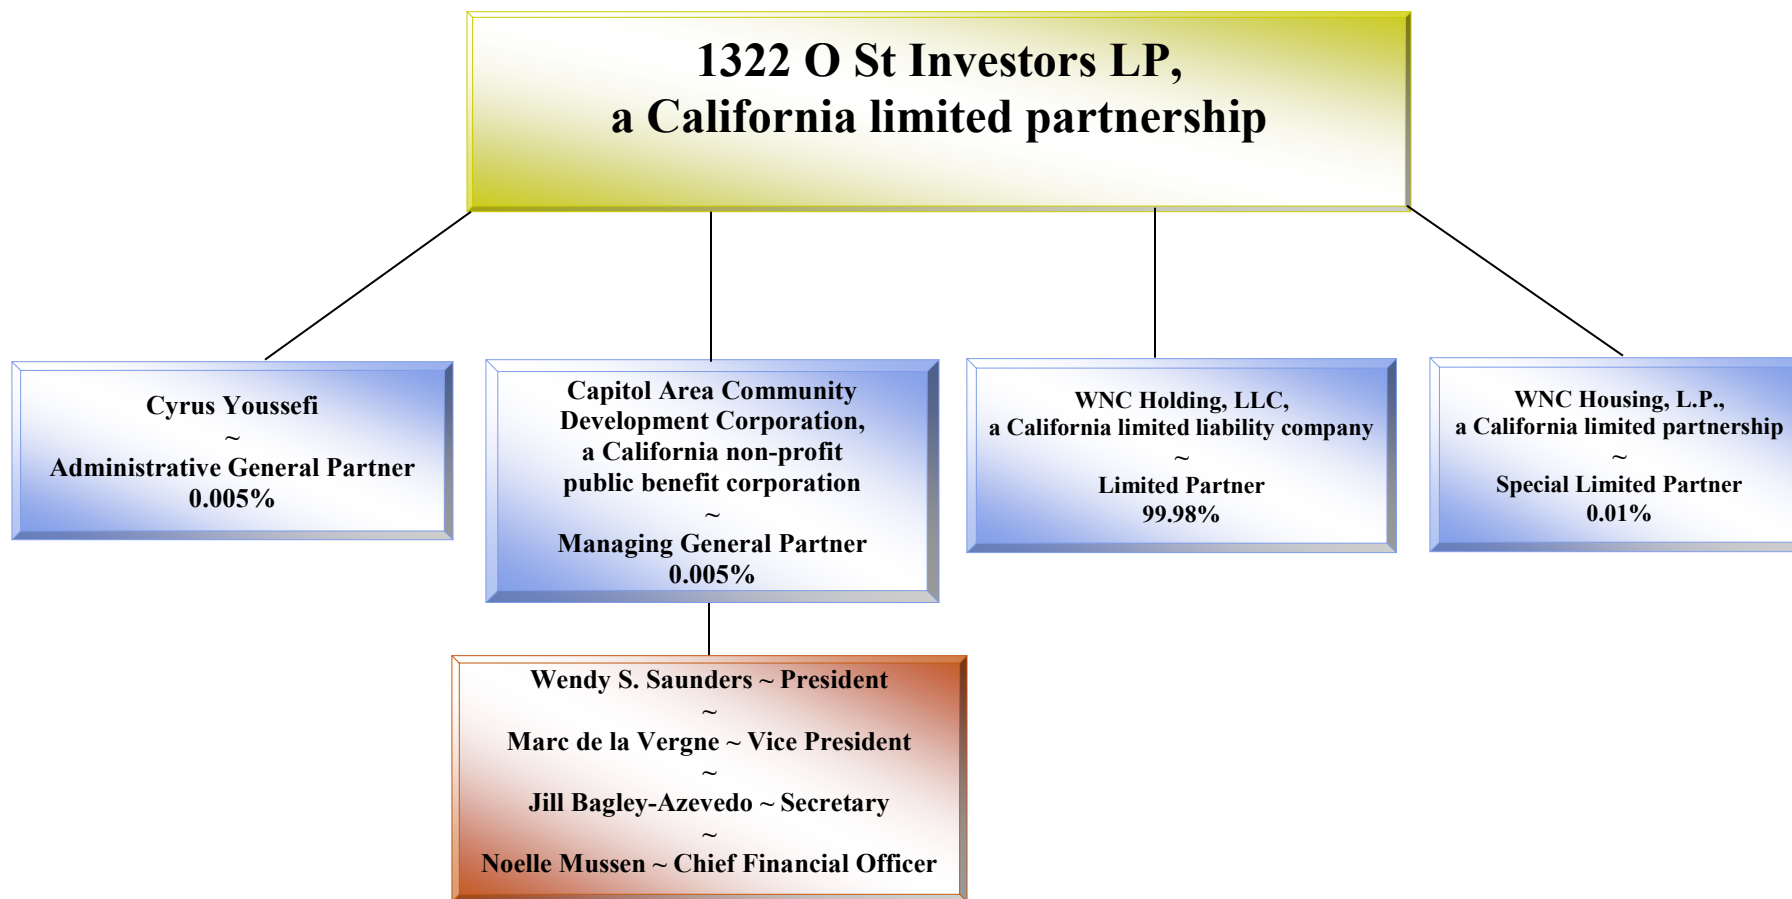 1322 O St Investors LP,
a California limited partnership
Cyrus Youssefi
~
Administrative General Partner
0.005%
Capitol Area Community
Development Corporation,
a California non-profit
public benefit corporation
~
Managing General Partner
0.005%
WNC Holding, LLC,
a California limited liability company
~
Limited Partner
99.98%
WNC Housing, L.P.,
a California limited partnership
~
Special Limited Partner
0.01%
Wendy S. Saunders ~ President
~
Marc de la Vergne ~ Vice President
~
Jill Bagley-Azevedo ~ Secretary
~
Noelle Mussen ~ Chief Financial Officer